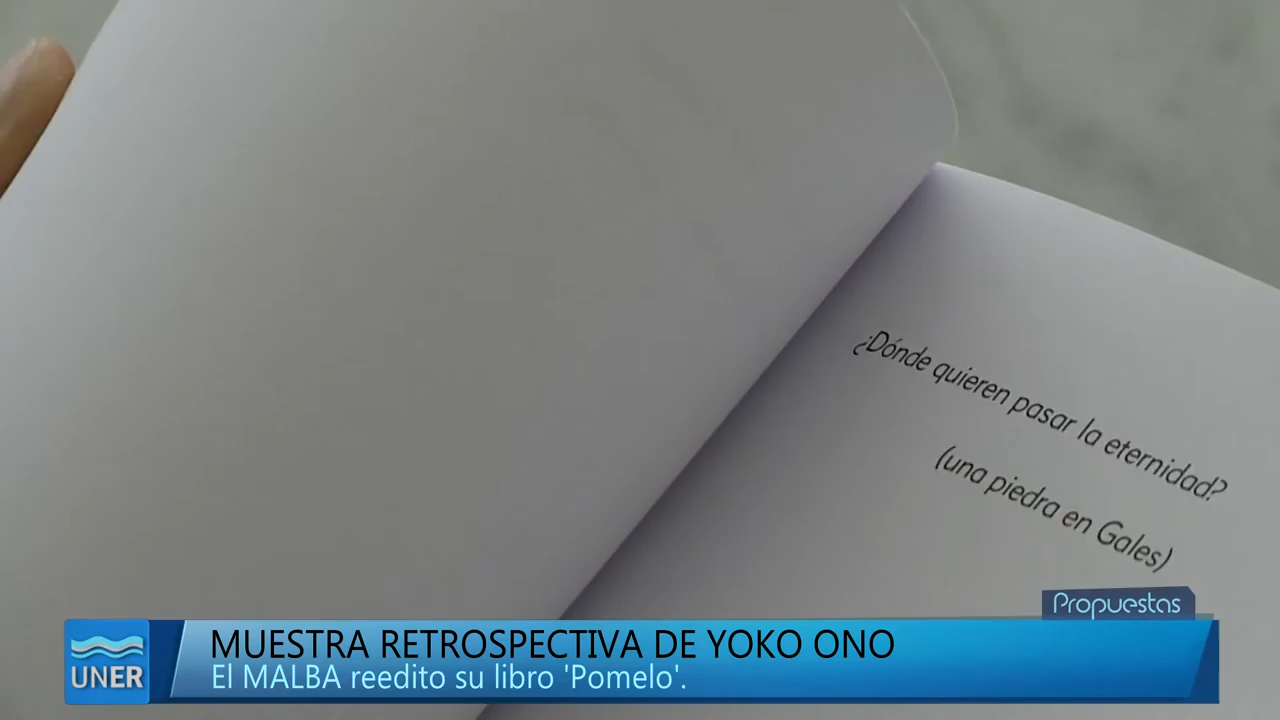 ¿Dónde quieren pasar la eternidad?
(una piedra en Gales)
Propuestas
UNER
MUESTRA RETROSPECTIVA DE YOKO ONO
El MALBA reedito su libro 'Pomelo'.